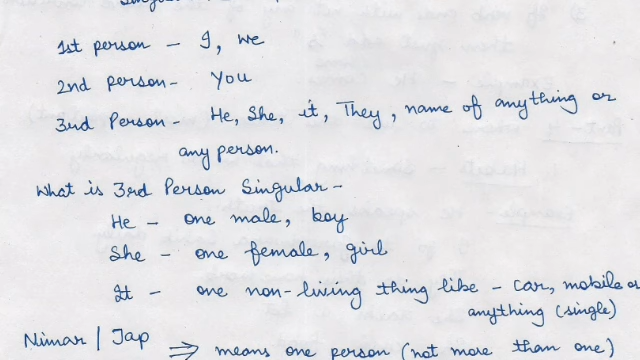 1st person - I, we
2nd person - You
3rd Person - He, She, it, They, name of anything or
any person.
What is 3rd Person Singular -
He - one male, boy
She - one female, girl
It - one non-living thing like - car, mobile or
anything (single)
Nimar | Jap ⇒ means one person (not more than one)